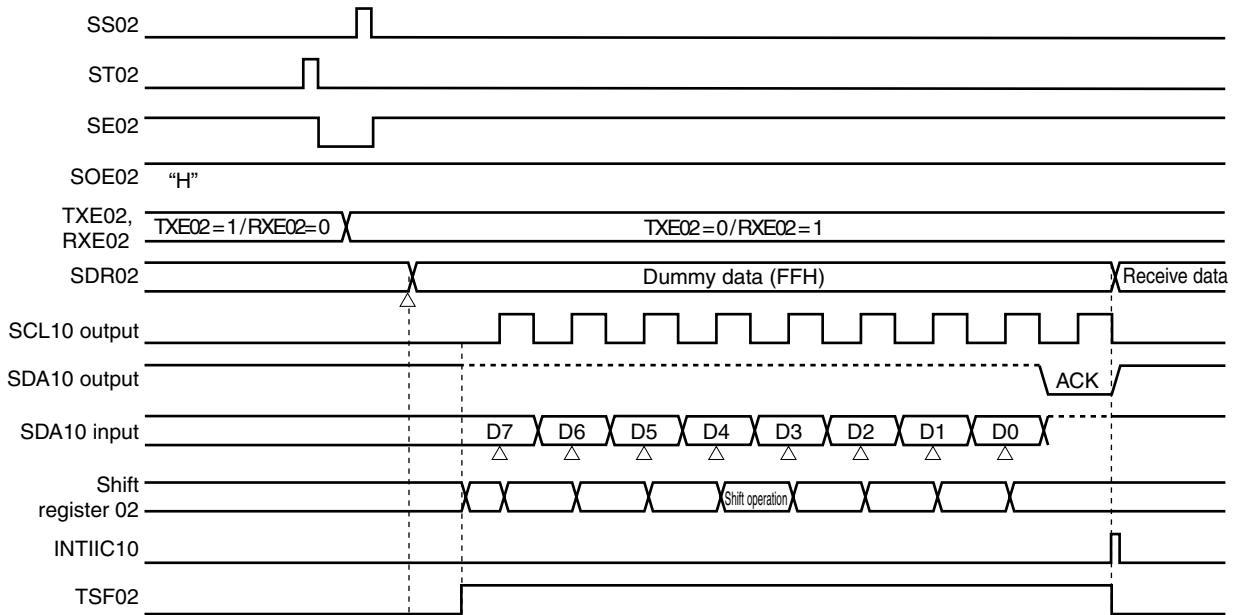 SS02
ST02
SE02
SOE02 “H”
TXE02,
RXE02
TXE02=1/RXE02=0 TXE02=0/RXE02=1
SDR02 Dummy data (FFH) Receive data
SCL10 output
SDA10 output ACK
SDA10 input D7 D6 D5 D4 D3 D2 D1 D0
Shift
register 02
Shift operation
INTIIC10
TSF02